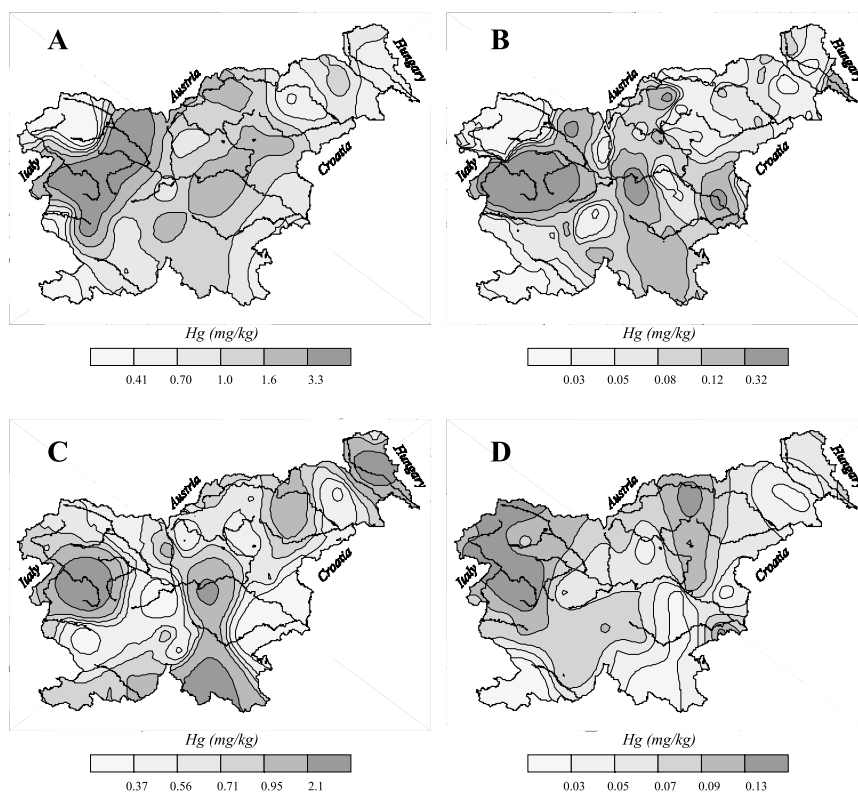 A
Austria
Hungary
Italy
Croatia
Hg (mg/kg)
0.41 0.70 1.0 1.6 3.3
B
Austria
Hungary
Italy
Croatia
Hg (mg/kg)
0.03 0.05 0.08 0.12 0.32
C
Austria
Hungary
Italy
Croatia
Hg (mg/kg)
0.37 0.56 0.71 0.95 2.1
D
Austria
Hungary
Italy
Croatia
Hg (mg/kg)
0.03 0.05 0.07 0.09 0.13